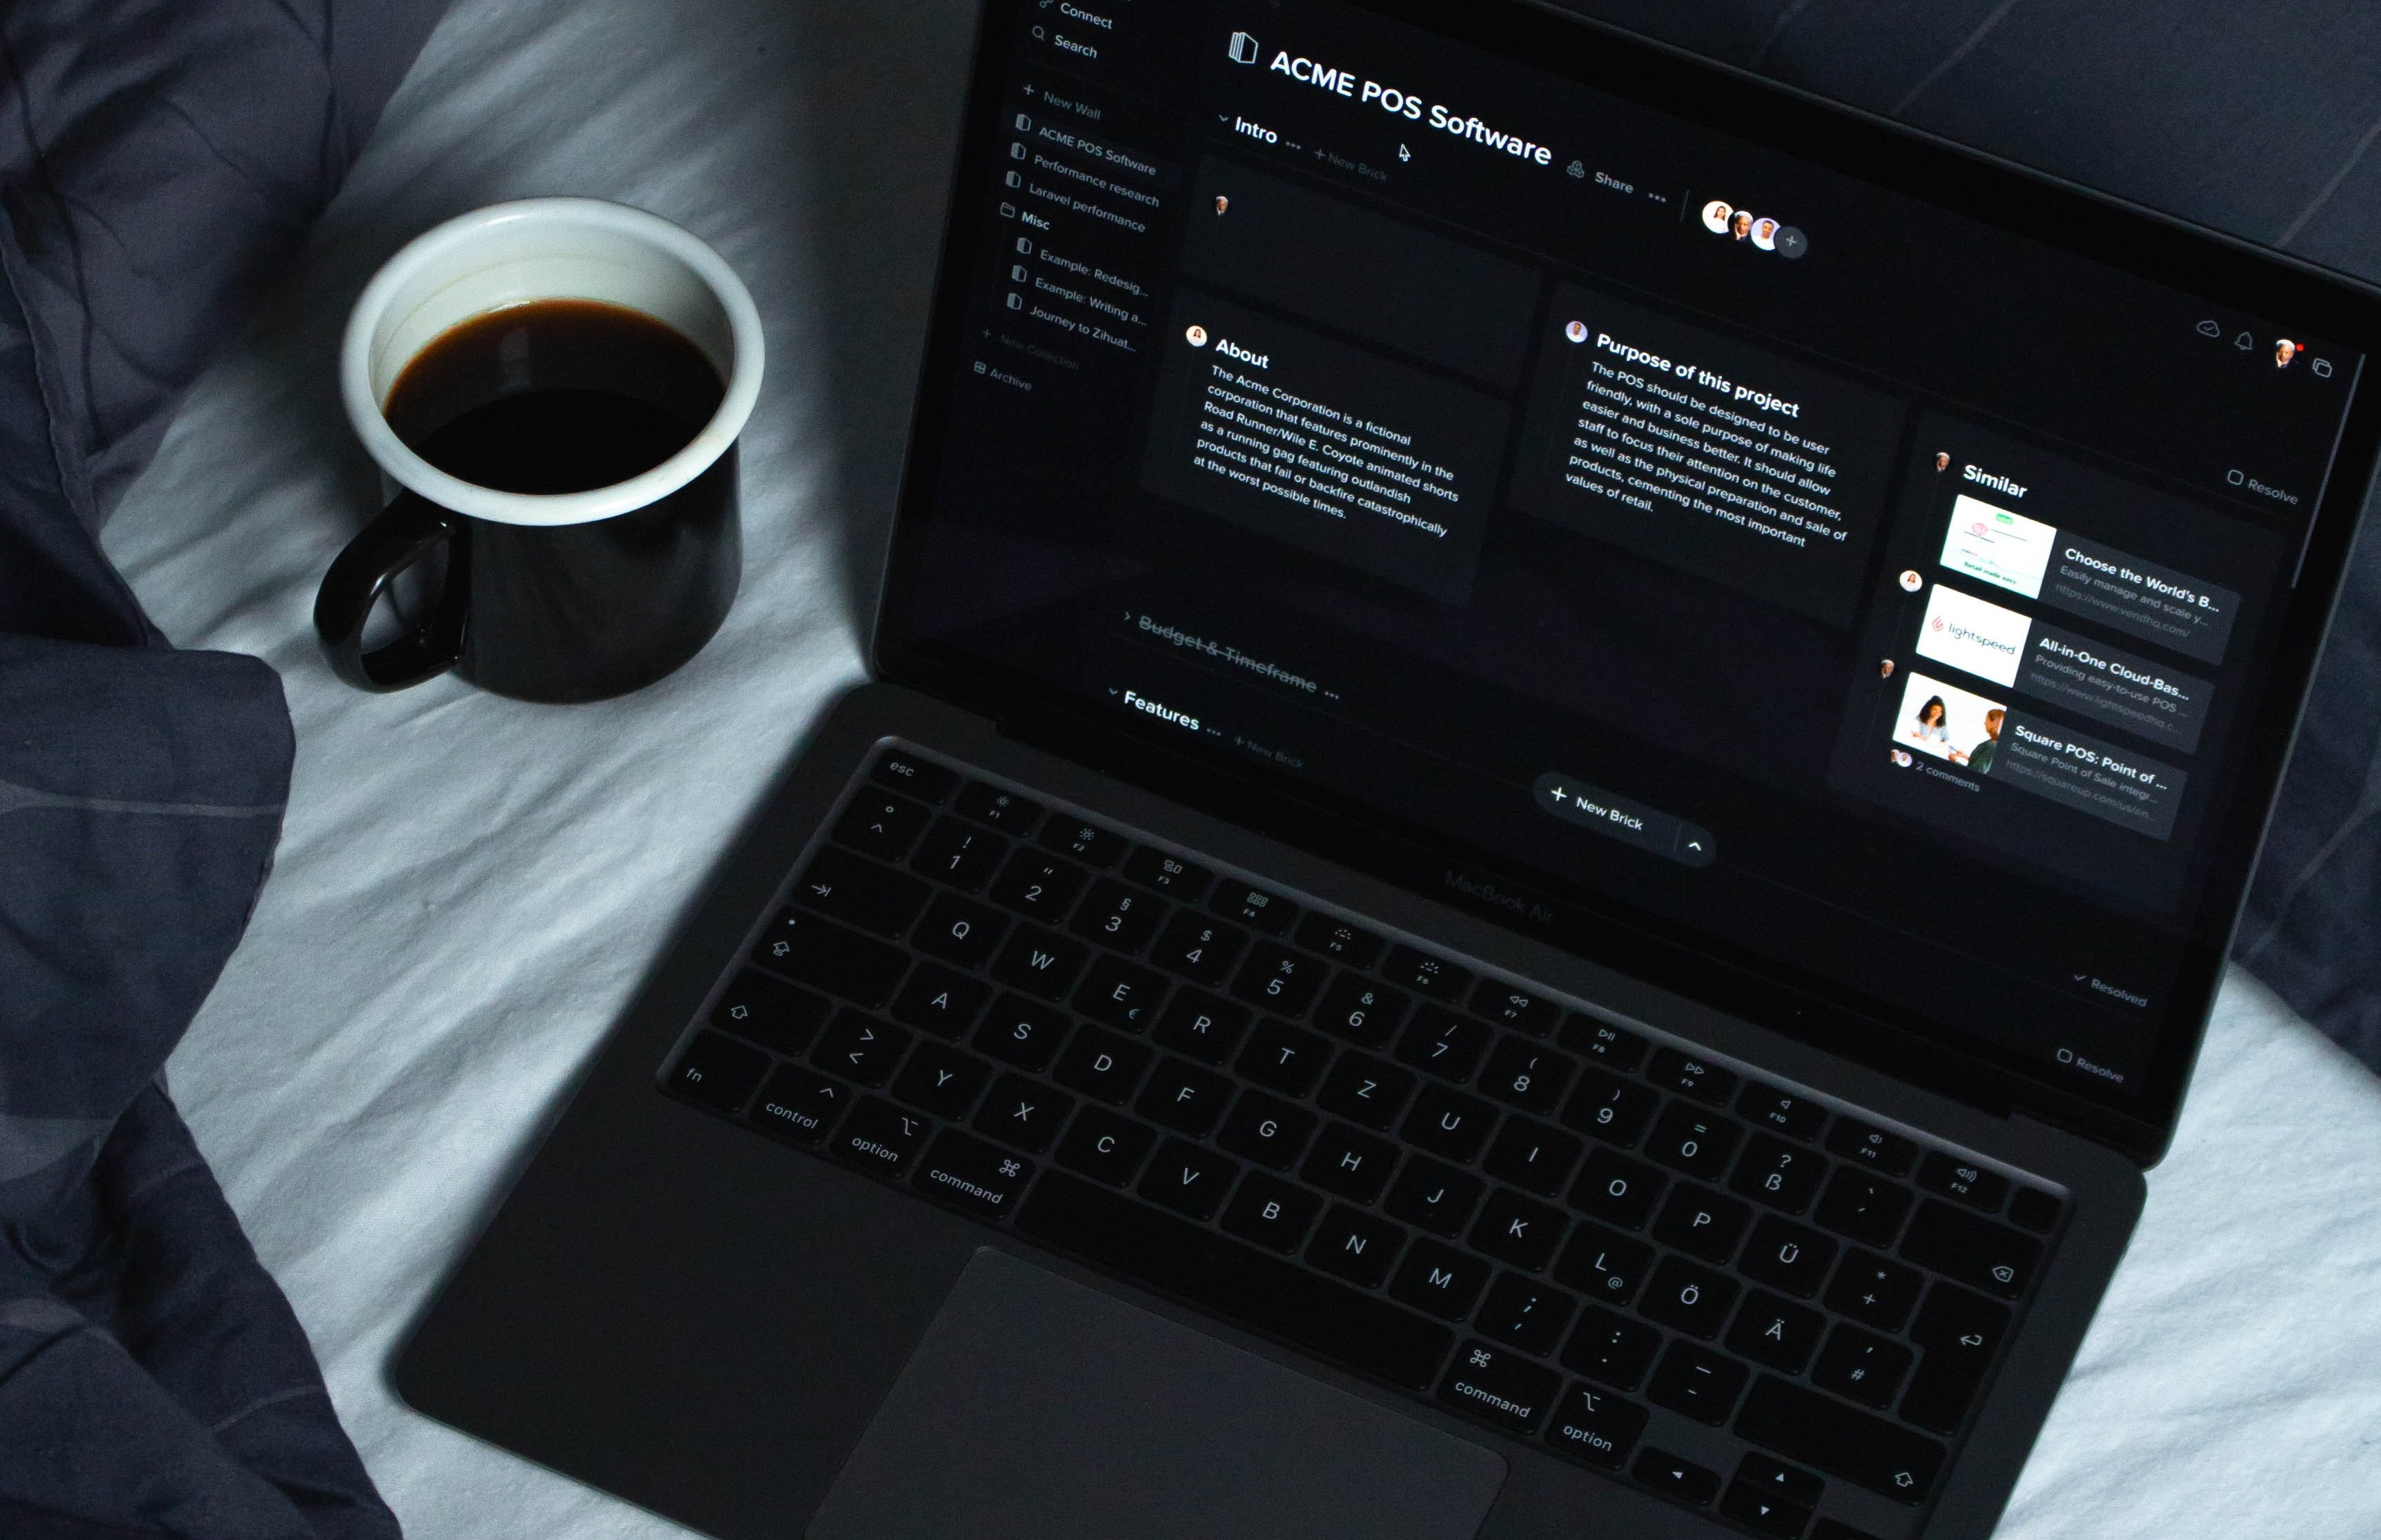 Connect
Search
+ New Wall
ACME POS Software
Performance research
Laravel performance
Misc
Example: Redesig...
Example: Writing a...
Journey to Zihuat...
+ New Collection
Archive
ACME POS Software
Share
Intro ... + New Brick
About
The Acme Corporation is a fictional
corporation that features prominently in the
Road Runner/Wile E. Coyote animated shorts
as a running gag featuring outlandish
products that fail or backfire catastrophically
at the worst possible times.
Purpose of this project
The POS should be designed to be user
friendly, with a sole purpose of making life
easier and business better. It should allow
staff to focus their attention on the customer,
as well as the physical preparation and sale of
products, cementing the most important
values of retail.
Resolve
Similar
Retail made easy
Choose the World's B...
Easily manage and scale y...
https://www.vendhq.com/
lightspeed
All-in-One Cloud-Bas...
Providing easy-to-use POS ...
https://www.lightspeedhq.c...
Square POS: Point of ...
Square Point of Sale integr...
https://squareup.com/us/en...
2 comments
Budget & Timeframe ...
Resolved
Features ... + New Brick
Resolve
+ New Brick
MacBook Air
esc F1 F2 F3 F4 F5 F6 F7 F8 F9 F10 F11 F12
° ! " § $ % & / ( ) = ? `
^ 1 2 3 4 5 6 7 8 9 0 ß ´
Q W E € R T Z U I O P Ü * +
A S D F G H J K L @ Ö Ä ' #
> < Y X C V B N M ; , : . _ -
fn control option command command option